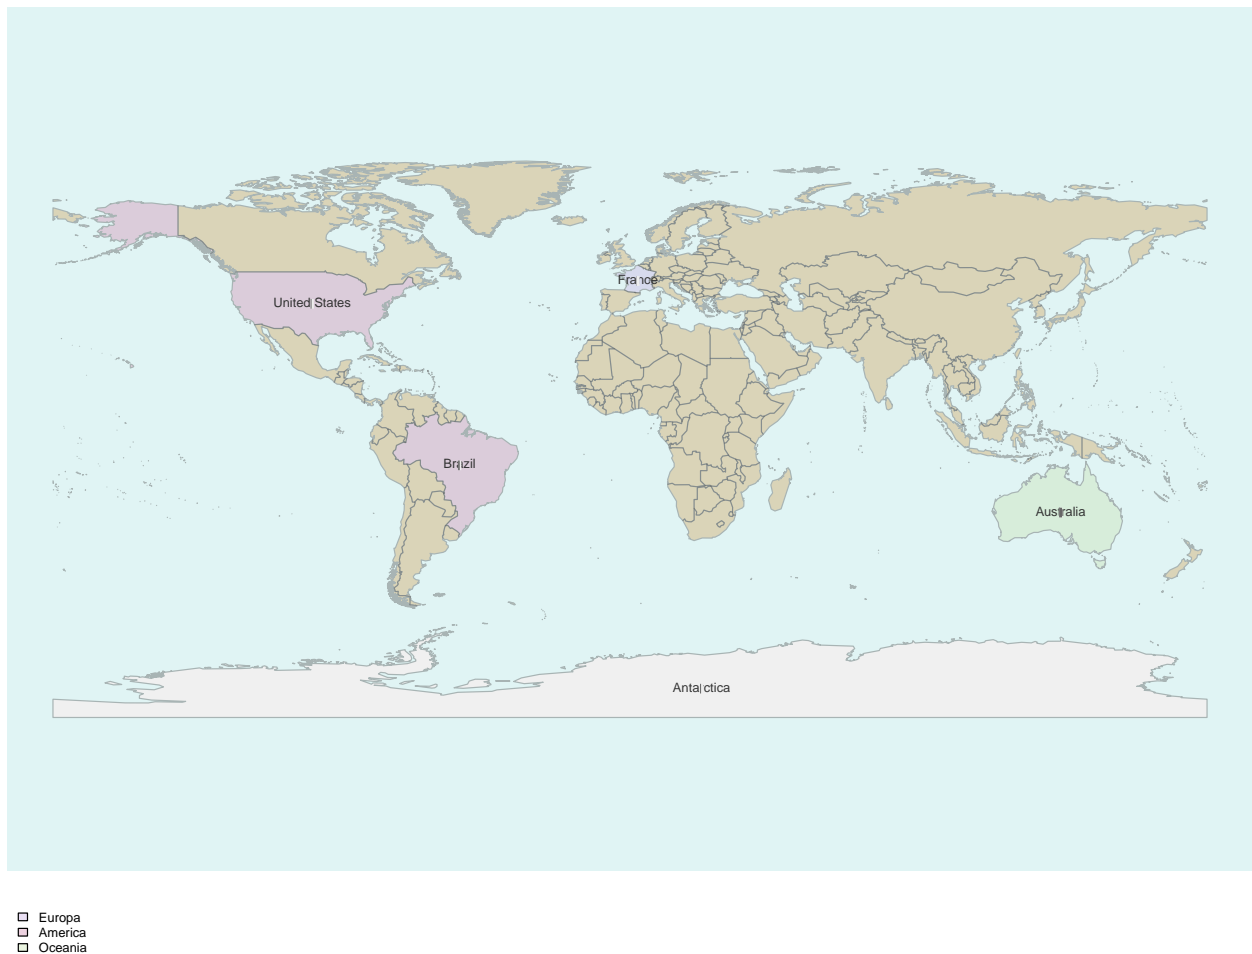 France
United States
Brazil
Australia
Antarctica
Europa
America
Oceania